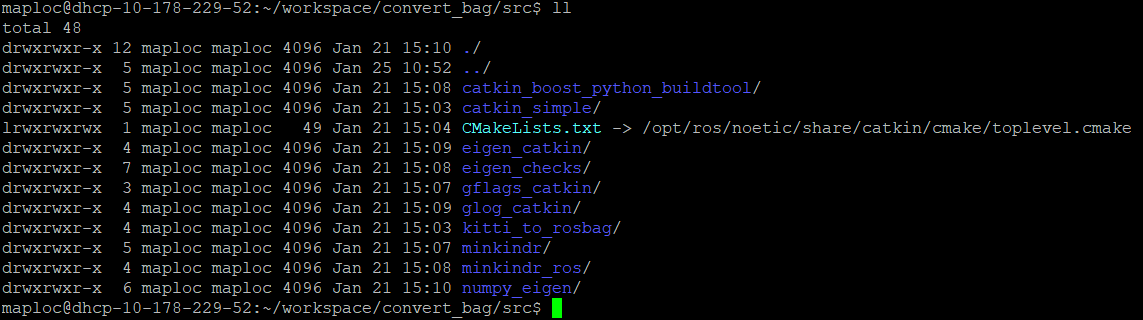 maploc@dhcp-10-178-229-52:~/workspace/convert_bag/src$ ll
total 48
drwxrwxr-x 12 maploc maploc 4096 Jan 21 15:10 ./
drwxrwxr-x  5 maploc maploc 4096 Jan 25 10:52 ../
drwxrwxr-x  5 maploc maploc 4096 Jan 21 15:08 catkin_boost_python_buildtool/
drwxrwxr-x  5 maploc maploc 4096 Jan 21 15:03 catkin_simple/
lrwxrwxrwx  1 maploc maploc   49 Jan 21 15:04 CMakeLists.txt -> /opt/ros/noetic/share/catkin/cmake/toplevel.cmake
drwxrwxr-x  4 maploc maploc 4096 Jan 21 15:09 eigen_catkin/
drwxrwxr-x  7 maploc maploc 4096 Jan 21 15:08 eigen_checks/
drwxrwxr-x  3 maploc maploc 4096 Jan 21 15:07 gflags_catkin/
drwxrwxr-x  4 maploc maploc 4096 Jan 21 15:09 glog_catkin/
drwxrwxr-x  4 maploc maploc 4096 Jan 21 15:03 kitti_to_rosbag/
drwxrwxr-x  5 maploc maploc 4096 Jan 21 15:07 minkindr/
drwxrwxr-x  4 maploc maploc 4096 Jan 21 15:08 minkindr_ros/
drwxrwxr-x  6 maploc maploc 4096 Jan 21 15:10 numpy_eigen/
maploc@dhcp-10-178-229-52:~/workspace/convert_bag/src$